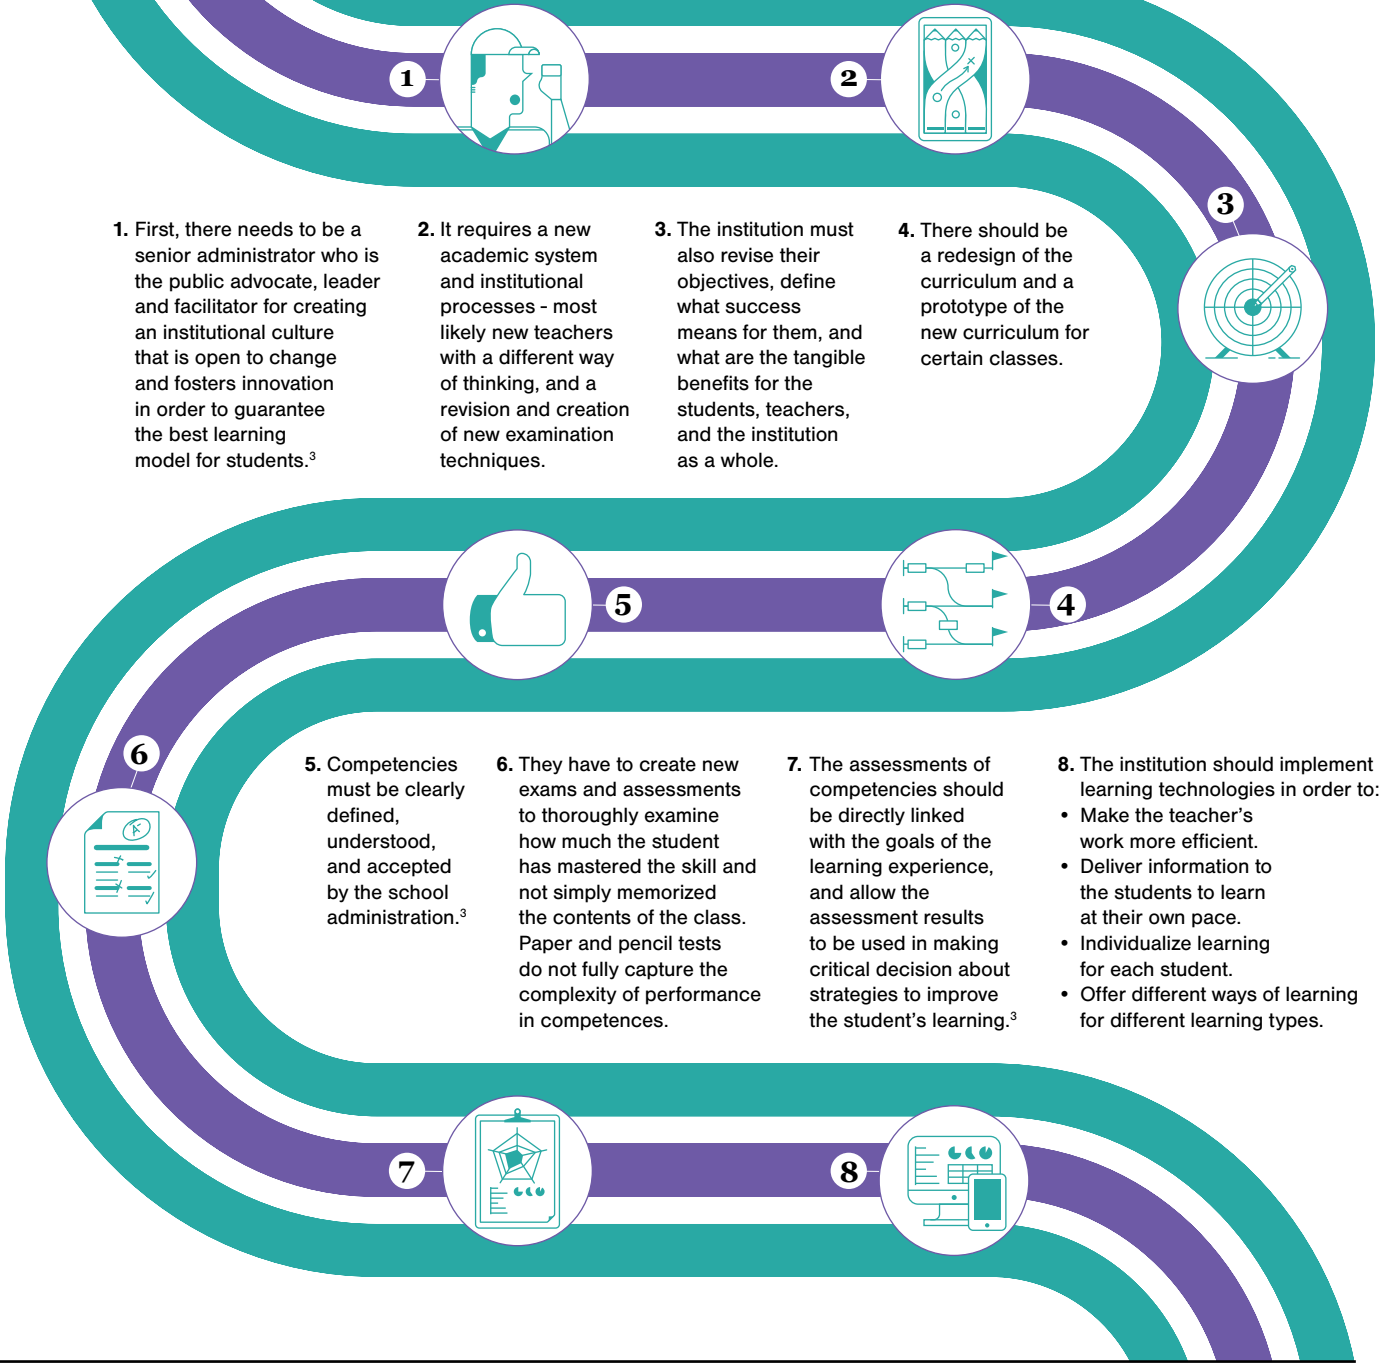 1
2
3
1. First, there needs to be a
senior administrator who is
the public advocate, leader
and facilitator for creating
an institutional culture
that is open to change
and fosters innovation
in order to guarantee
the best learning
model for students.3
2. It requires a new
academic system
and institutional
processes - most
likely new teachers
with a different way
of thinking, and a
revision and creation
of new examination
techniques.
3. The institution must
also revise their
objectives, define
what success
means for them, and
what are the tangible
benefits for the
students, teachers,
and the institution
as a whole.
4. There should be
a redesign of the
curriculum and a
prototype of the
new curriculum for
certain classes.
5
4
6
A-
5. Competencies
must be clearly
defined,
understood,
and accepted
by the school
administration.3
6. They have to create new
exams and assessments
to thoroughly examine
how much the student
has mastered the skill and
not simply memorized
the contents of the class.
Paper and pencil tests
do not fully capture the
complexity of performance
in competences.
7. The assessments of
competencies should
be directly linked
with the goals of the
learning experience,
and allow the
assessment results
to be used in making
critical decision about
strategies to improve
the student's learning.3
8. The institution should implement
learning technologies in order to:
• Make the teacher's
work more efficient.
• Deliver information to
the students to learn
at their own pace.
• Individualize learning
for each student.
• Offer different ways of learning
for different learning types.
7
8